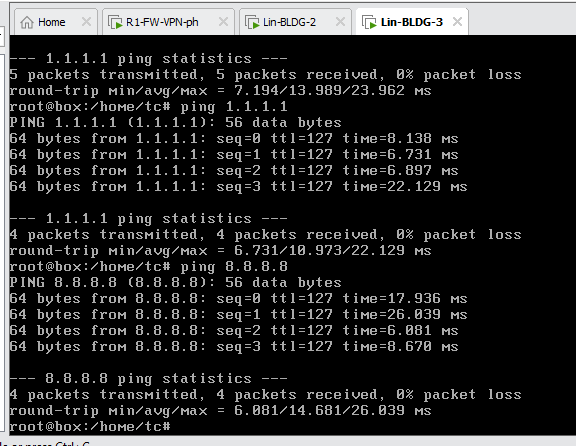 Home
R1-FW-VPN-ph
Lin-BLDG-2
Lin-BLDG-3
--- 1.1.1.1 ping statistics ---
5 packets transmitted, 5 packets received, 0% packet loss
round-trip min/avg/max = 7.194/13.989/23.962 ms
root@box:/home/tc# ping 1.1.1.1
PING 1.1.1.1 (1.1.1.1): 56 data bytes
64 bytes from 1.1.1.1: seq=0 ttl=127 time=8.138 ms
64 bytes from 1.1.1.1: seq=1 ttl=127 time=6.731 ms
64 bytes from 1.1.1.1: seq=2 ttl=127 time=6.897 ms
64 bytes from 1.1.1.1: seq=3 ttl=127 time=22.129 ms
--- 1.1.1.1 ping statistics ---
4 packets transmitted, 4 packets received, 0% packet loss
round-trip min/avg/max = 6.731/10.973/22.129 ms
root@box:/home/tc# ping 8.8.8.8
PING 8.8.8.8 (8.8.8.8): 56 data bytes
64 bytes from 8.8.8.8: seq=0 ttl=127 time=17.936 ms
64 bytes from 8.8.8.8: seq=1 ttl=127 time=26.039 ms
64 bytes from 8.8.8.8: seq=2 ttl=127 time=6.081 ms
64 bytes from 8.8.8.8: seq=3 ttl=127 time=8.670 ms
--- 8.8.8.8 ping statistics ---
4 packets transmitted, 4 packets received, 0% packet loss
round-trip min/avg/max = 6.081/14.681/26.039 ms
root@box:/home/tc#